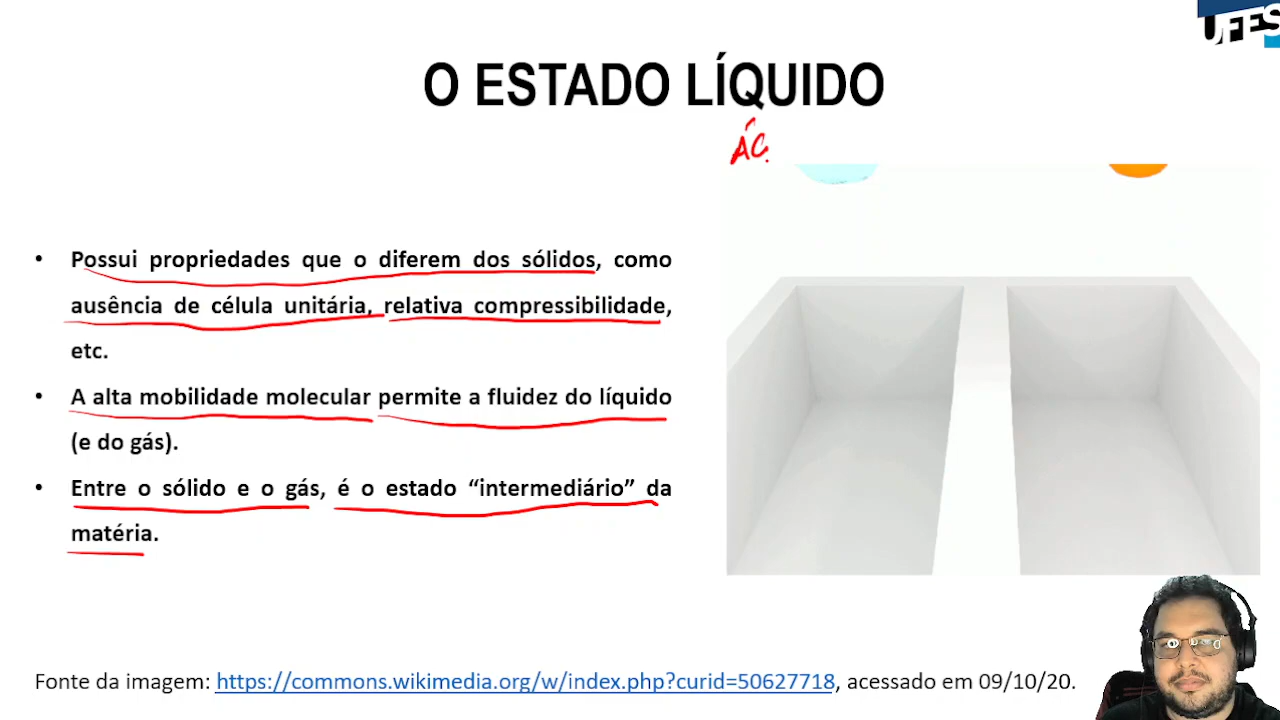 UFES
O ESTADO LÍQUIDO
ÁG
• Possui propriedades que o diferem dos sólidos, como
ausência de célula unitária, relativa compressibilidade,
etc.
• A alta mobilidade molecular permite a fluidez do líquido
(e do gás).
• Entre o sólido e o gás, é o estado “intermediário” da
matéria.
Fonte da imagem: https://commons.wikimedia.org/w/index.php?curid=50627718, acessado em 09/10/20.